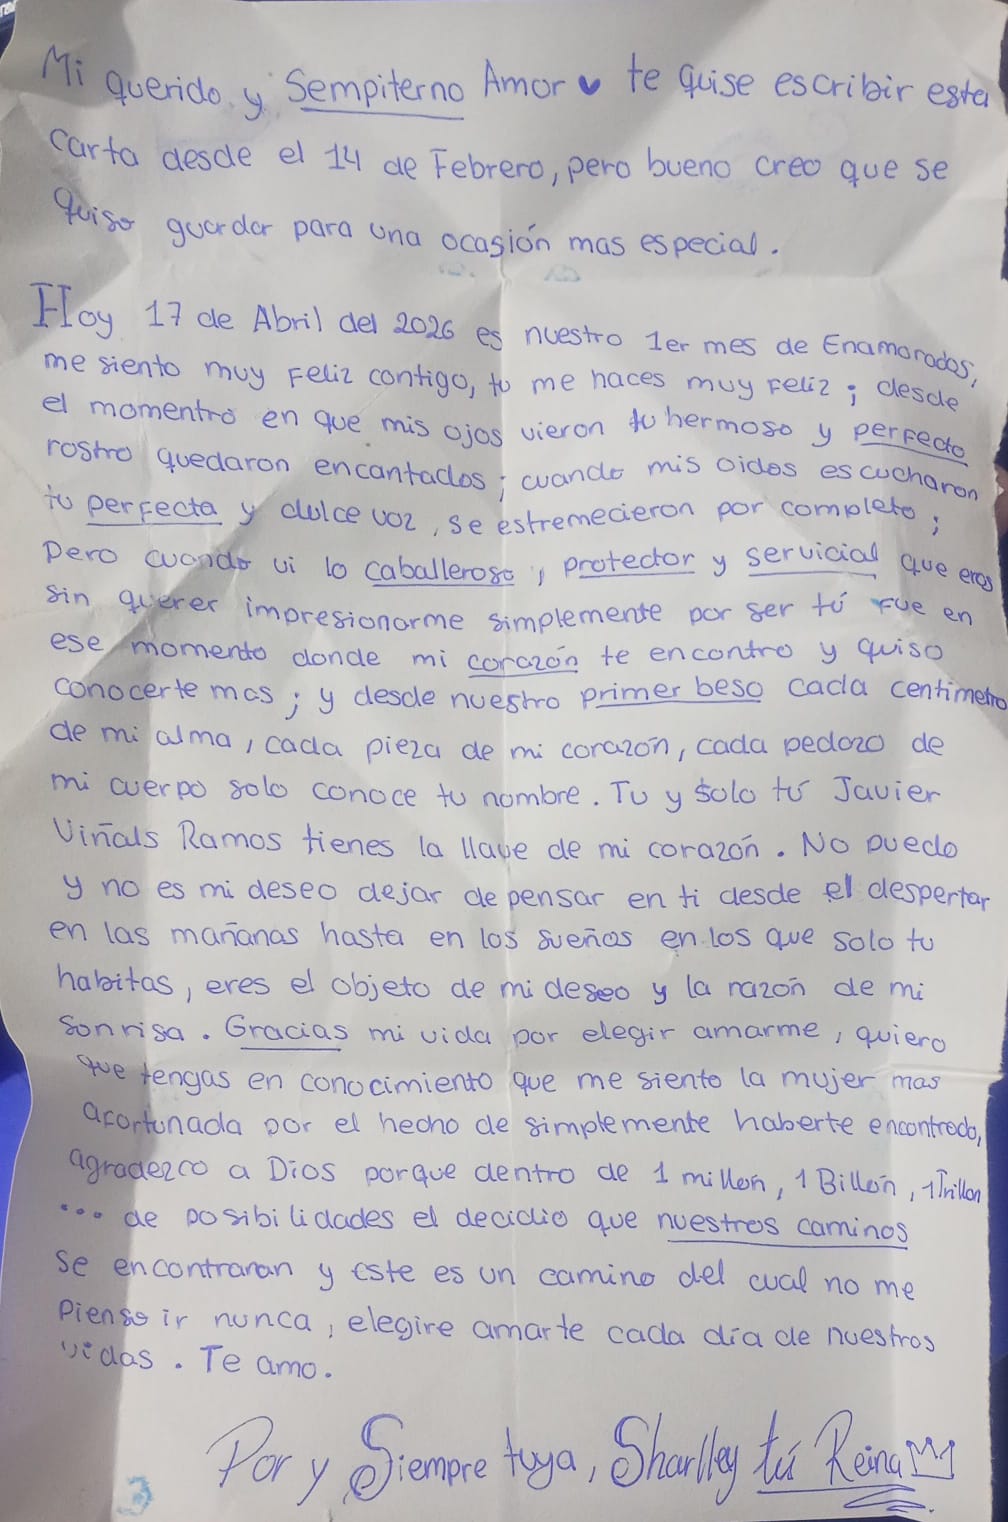 Mi querido y Sempiterno Amor ♥ te quise escribir esta
carta desde el 14 de Febrero, pero bueno creo que se
quiso guardar para una ocasión mas especial.
Hoy 17 de Abril del 2026 es nuestro 1er mes de Enamorados,
me siento muy Feliz contigo, tu me haces muy Feliz; desde
el momentro en que mis ojos vieron tu hermoso y perfecto
rostro quedaron encantados; cuando mis oidos escucharon
tu perfecta y dulce voz, se estremecieron por completo;
Pero cuando vi lo caballeroso, protector y servicial que eras
sin querer impresionarme simplemente por ser tú Fue en
ese momento donde mi corazón te encontro y quiso
conocerte mas; y desde nuestro primer beso cada centimetro
de mi alma, cada pieza de mi corazón, cada pedazo de
mi cuerpo solo conoce tu nombre. Tu y solo tú Javier
Viñals Ramos tienes la llave de mi corazón. No puedo
y no es mi deseo dejar de pensar en ti desde el despertar
en las mañanas hasta en los sueños en los que solo tu
habitas, eres el objeto de mi deseo y la razón de mi
sonrisa. Gracias mi vida por elegir amarme, quiero
que tengas en conocimiento que me siento la mujer mas
afortunada por el hecho de simplemente haberte encontrado,
agradezco a Dios porque dentro de 1 millón, 1 Billón, 1 Trillon
... de posibilidades el decidio que nuestros caminos
se encontraran y este es un camino del cual no me
pienso ir nunca, elegire amarte cada día de nuestros
vidas. Te amo.
Por y Siempre tuya, Sharlley tú Reina